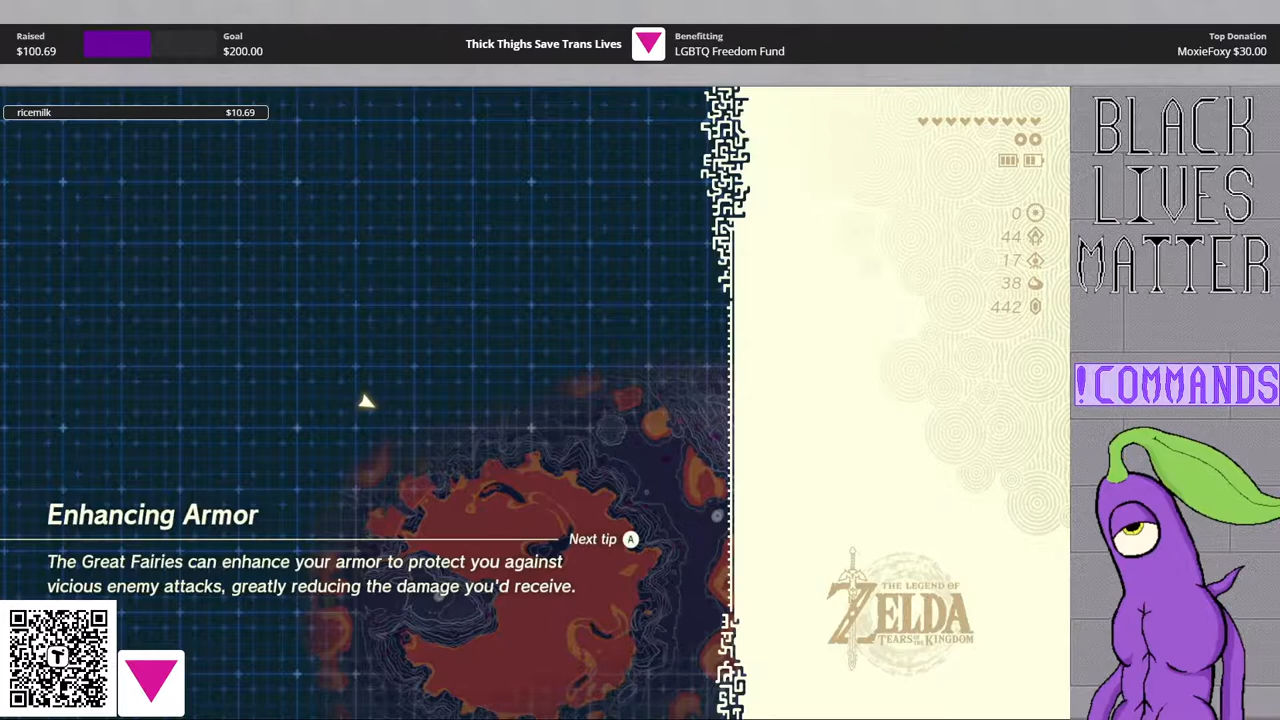 Raised
$100.69
Goal
$200.00
Thick Thighs Save Trans Lives
Benefitting
LGBTQ Freedom Fund
Top Donation
MoxieFoxy $30.00
ricemilk $10.69
0
44
17
38
442
BLACK
LIVES
MATTER
!COMMANDS
Enhancing Armor
Next tip A
The Great Fairies can enhance your armor to protect you against
vicious enemy attacks, greatly reducing the damage you'd receive.
THE LEGEND OF
ZELDA
TEARS OF THE KINGDOM
T